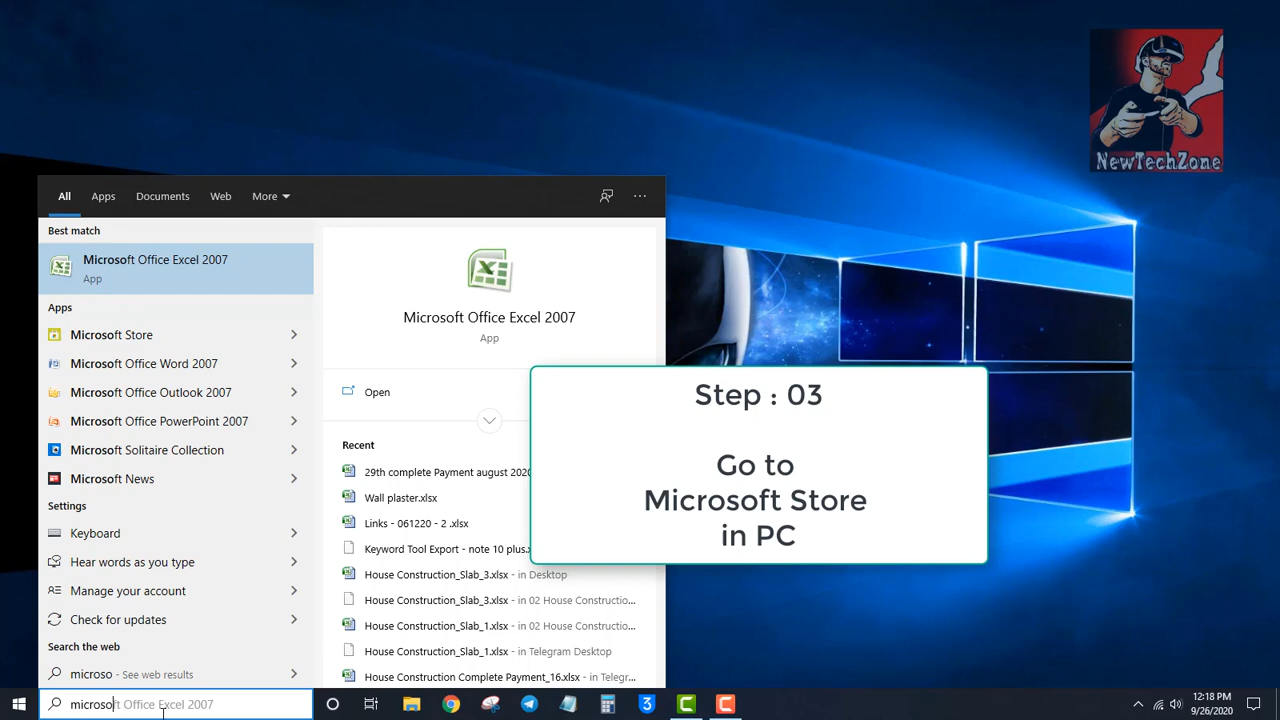 NewTechZone
All Apps Documents Web More
Best match
Microsoft Office Excel 2007
App
Apps
Microsoft Store
Microsoft Office Word 2007
Microsoft Office Outlook 2007
Microsoft Office PowerPoint 2007
Microsoft Solitaire Collection
Microsoft News
Settings
Keyboard
Hear words as you type
Manage your account
Check for updates
Search the web
microso - See web results
microsoft Office Excel 2007
Microsoft Office Excel 2007
App
Open
Recent
29th complete Payment august 2020
Wall plaster.xlsx
Links - 061220 - 2 .xlsx
Keyword Tool Export - note 10 plus.
House Construction_Slab_3.xlsx - in Desktop
House Construction_Slab_3.xlsx - in 02 House Constructio...
House Construction_Slab_1.xlsx - in 02 House Constructio...
House Construction_Slab_1.xlsx - in Telegram Desktop
House Construction Complete Payment_16.xlsx - in Telegr...
Step : 03
Go to
Microsoft Store
in PC
12:18 PM
9/26/2020